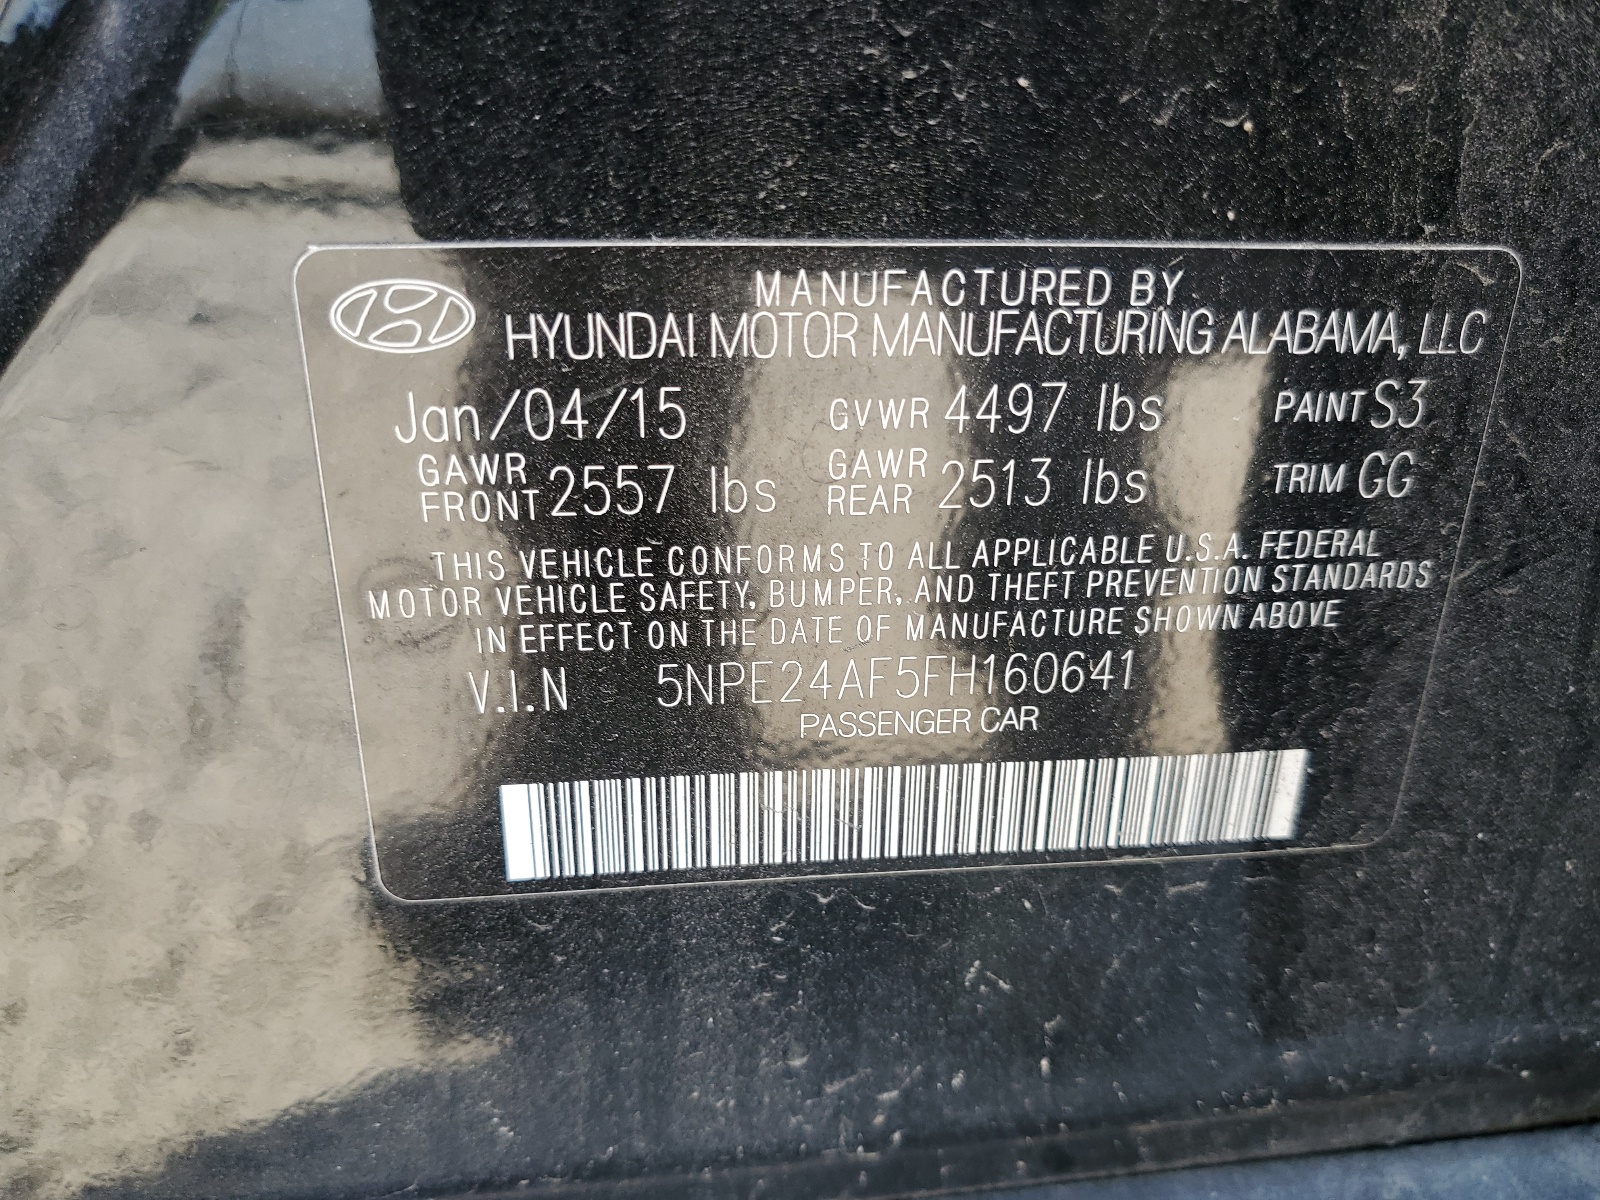 MANUFACTURED BY
HYUNDAI MOTOR MANUFACTURING ALABAMA, LLC
Jan/04/15 GVWR 4497 lbs PAINT S3
GAWR FRONT 2557 lbs GAWR REAR 2513 lbs TRIM GG
THIS VEHICLE CONFORMS TO ALL APPLICABLE U.S.A. FEDERAL
MOTOR VEHICLE SAFETY, BUMPER, AND THEFT PREVENTION STANDARDS
IN EFFECT ON THE DATE OF MANUFACTURE SHOWN ABOVE
V.I.N 5NPE24AF5FH160641
PASSENGER CAR